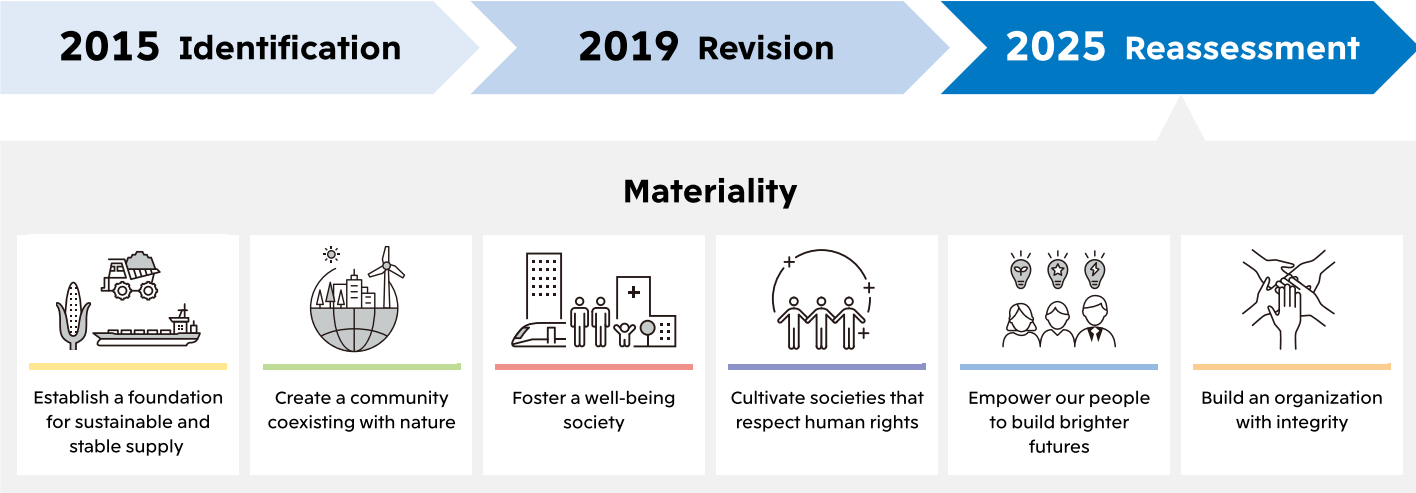 2015 Identification
2019 Revision
2025 Reassessment
Materiality
Establish a foundation
for sustainable and
stable supply
Create a community
coexisting with nature
Foster a well-being
society
Cultivate societies that
respect human rights
Empower our people
to build brighter
futures
Build an organization
with integrity